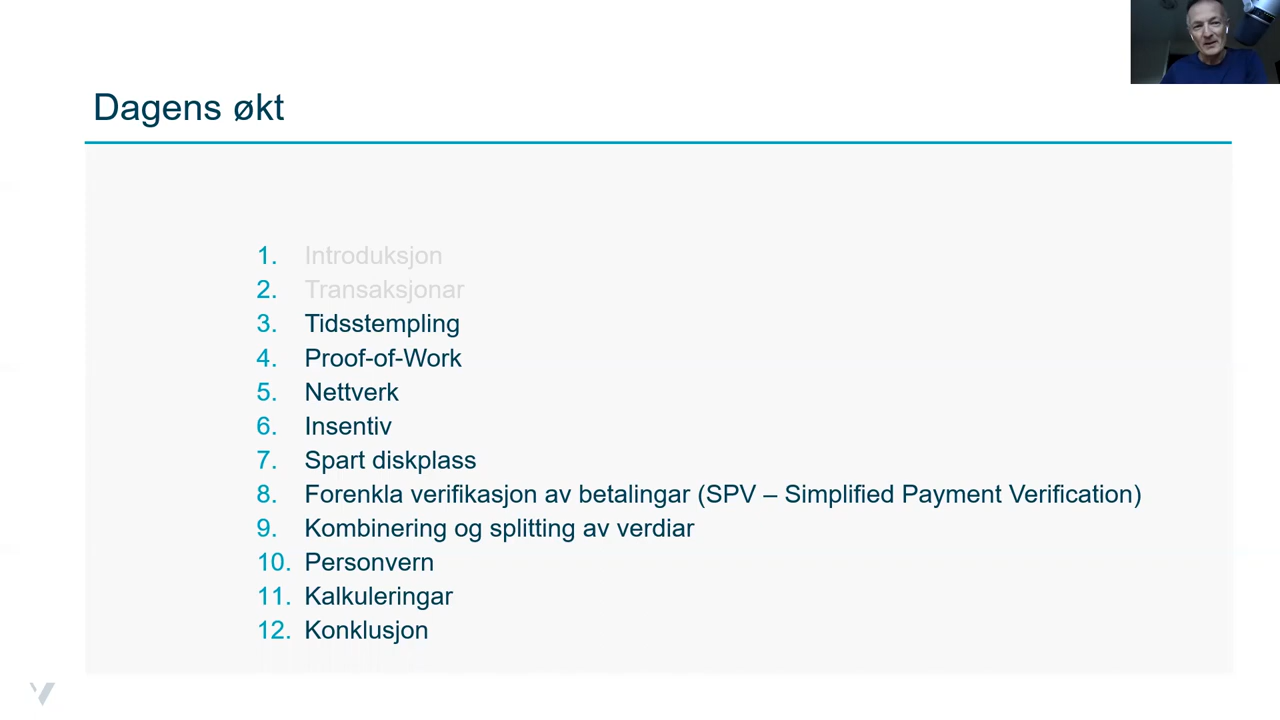 Dagens økt
1. Introduksjon
2. Transaksjonar
3. Tidsstempling
4. Proof-of-Work
5. Nettverk
6. Insentiv
7. Spart diskplass
8. Forenkla verifikasjon av betalingar (SPV – Simplified Payment Verification)
9. Kombinering og splitting av verdiar
10. Personvern
11. Kalkuleringar
12. Konklusjon